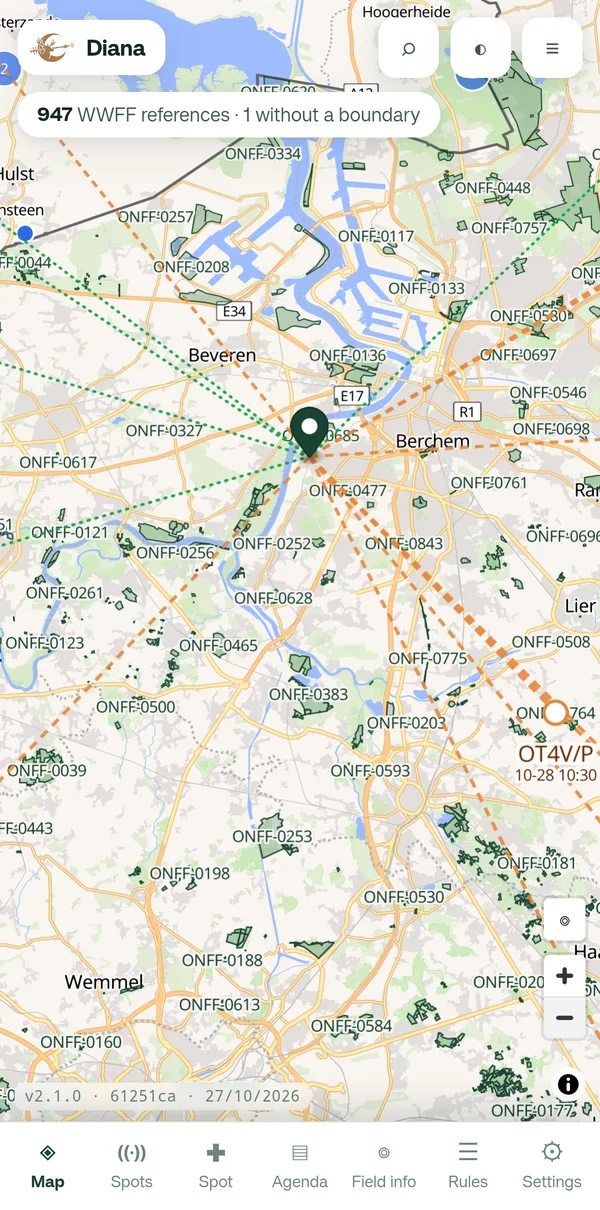 Hoogerheide
Diana
2
947 WWFF references · 1 without a boundary
ONFF-0334
Hulst
ONFF-0448
ONFF-0257
ONFF-0757
ONFF-0117
FF-0044
ONFF-0208
ONFF-0133
E34
ONFF-0580
Beveren
ONFF-0136
ONFF-0697
E17
ONFF-0546
R1
ONFF-0327
ONFF-0698
Berchem
ONFF-0617
ONFF-0761
ONFF-0477
ONFF-0121
ONFF-0256
ONFF-0252
ONFF-0843
ONFF-0696
ONFF-0261
ONFF-0628
Lier
ONFF-0123
ONFF-0465
ONFF-0508
ONFF-0775
ONFF-0383
ONFF-0500
ONFF-0203
OT4V/P
10-28 10:30
ONFF-0039
ONFF-0593
FF-0443
ONFF-0253
ONFF-0181
ONFF-0198
ONFF-0530
ONFF-0188
Wemmel
ONFF-0613
ONFF-0584
ONFF-0160
v2.1.0 · 61251ca · 27/10/2026
ONFF-0177
Map
Spots
Spot
Agenda
Field info
Rules
Settings